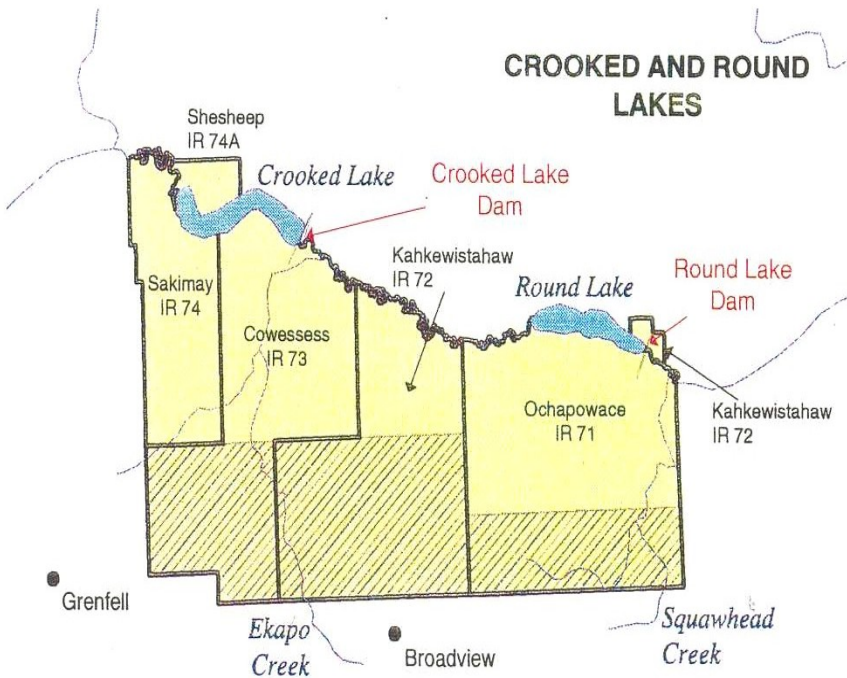 CROOKED AND ROUND
LAKES
Shesheep
IR 74A
Crooked Lake
Crooked Lake
Dam
Kahkewistahaw
IR 72
Round Lake
Round Lake
Dam
Sakimay
IR 74
Cowessess
IR 73
Ochapowace
IR 71
Kahkewistahaw
IR 72
Grenfell
Ekapo
Creek
Broadview
Squawhead
Creek